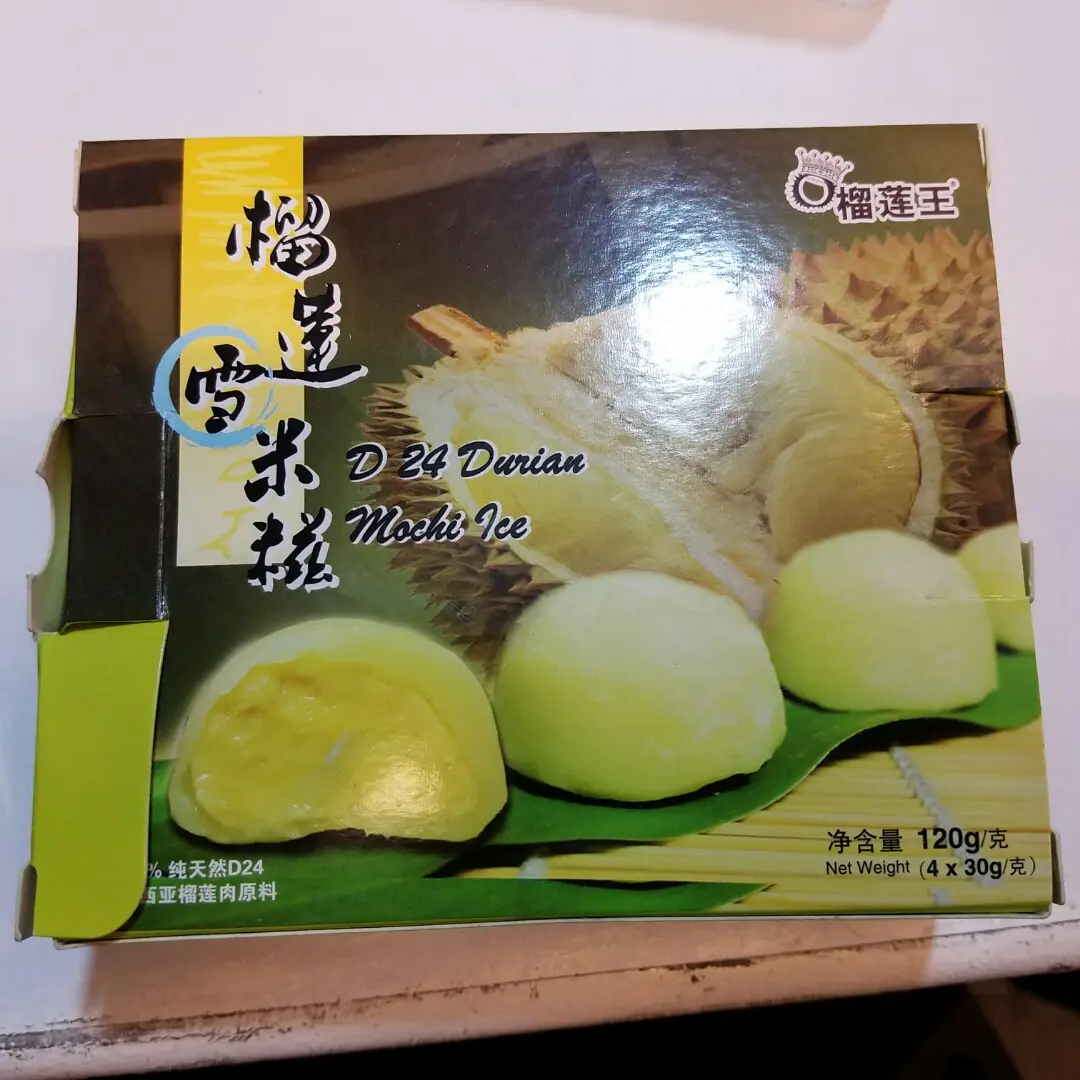 榴莲王
榴莲雪米糍
D 24 Durian
Mochi Ice
净含量 120g/克
Net Weight (4 x 30g/克)
% 纯天然D24
西亚榴莲肉原料